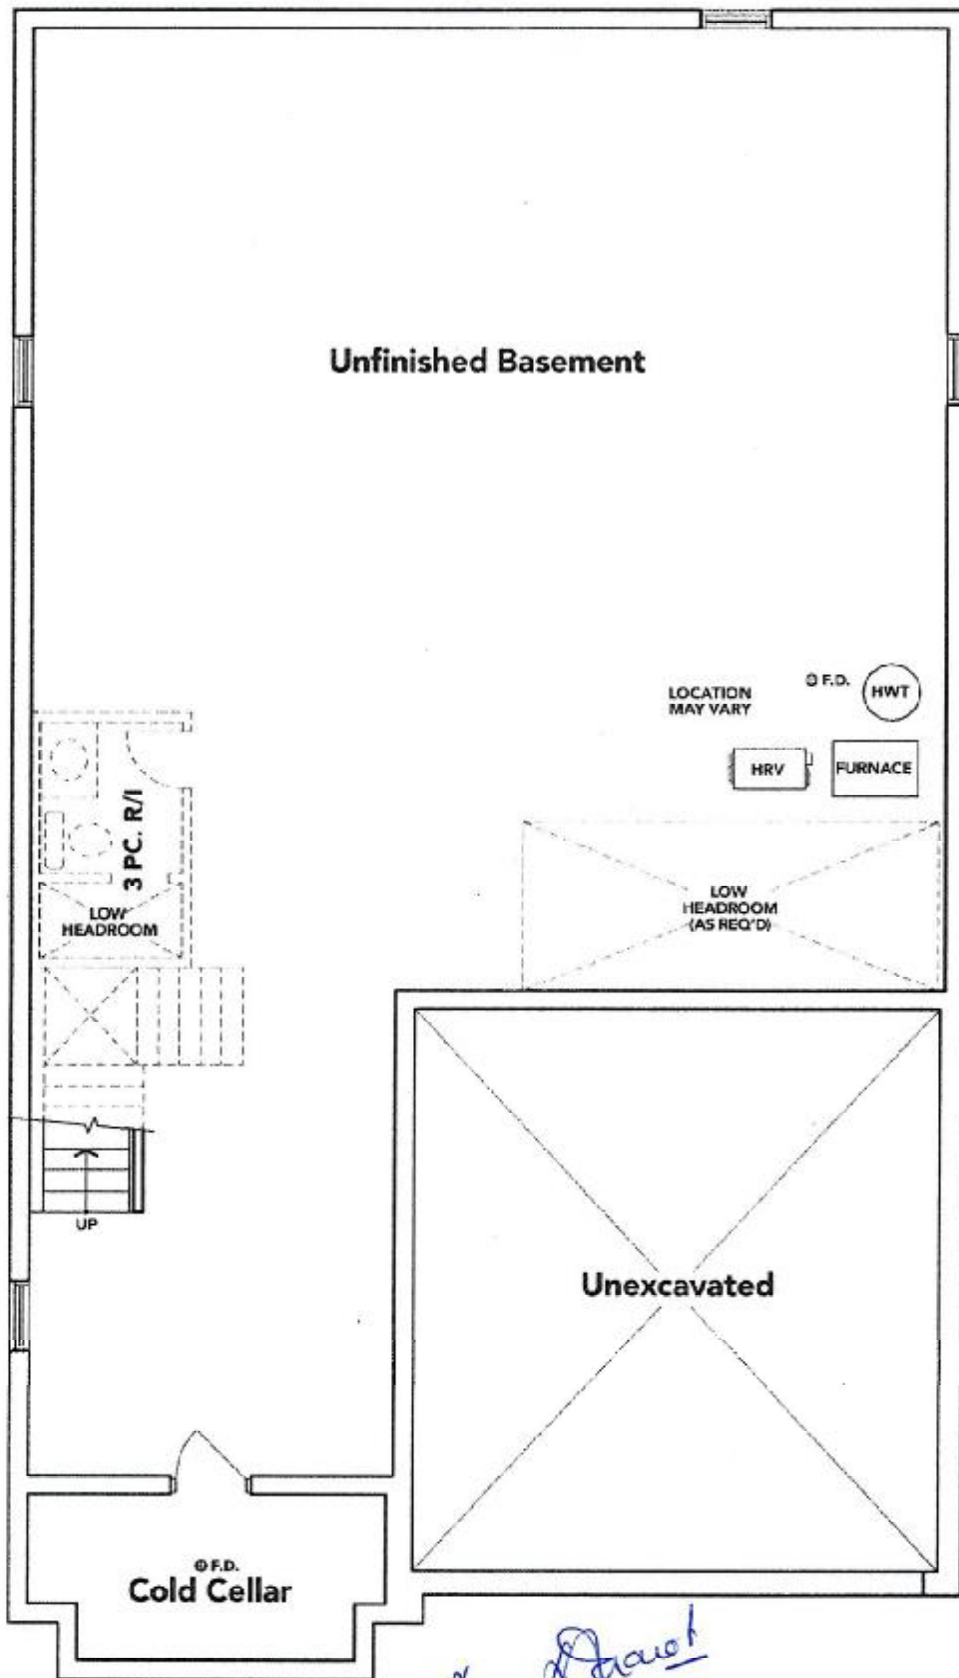 Unfinished Basement
LOCATION
MAY VARY
F.D.
HWT
HRV
FURNACE
3 PC. R/I
LOW
HEADROOM
LOW
HEADROOM
(AS REQ'D)
UP
Unexcavated
F.D.
Cold Cellar